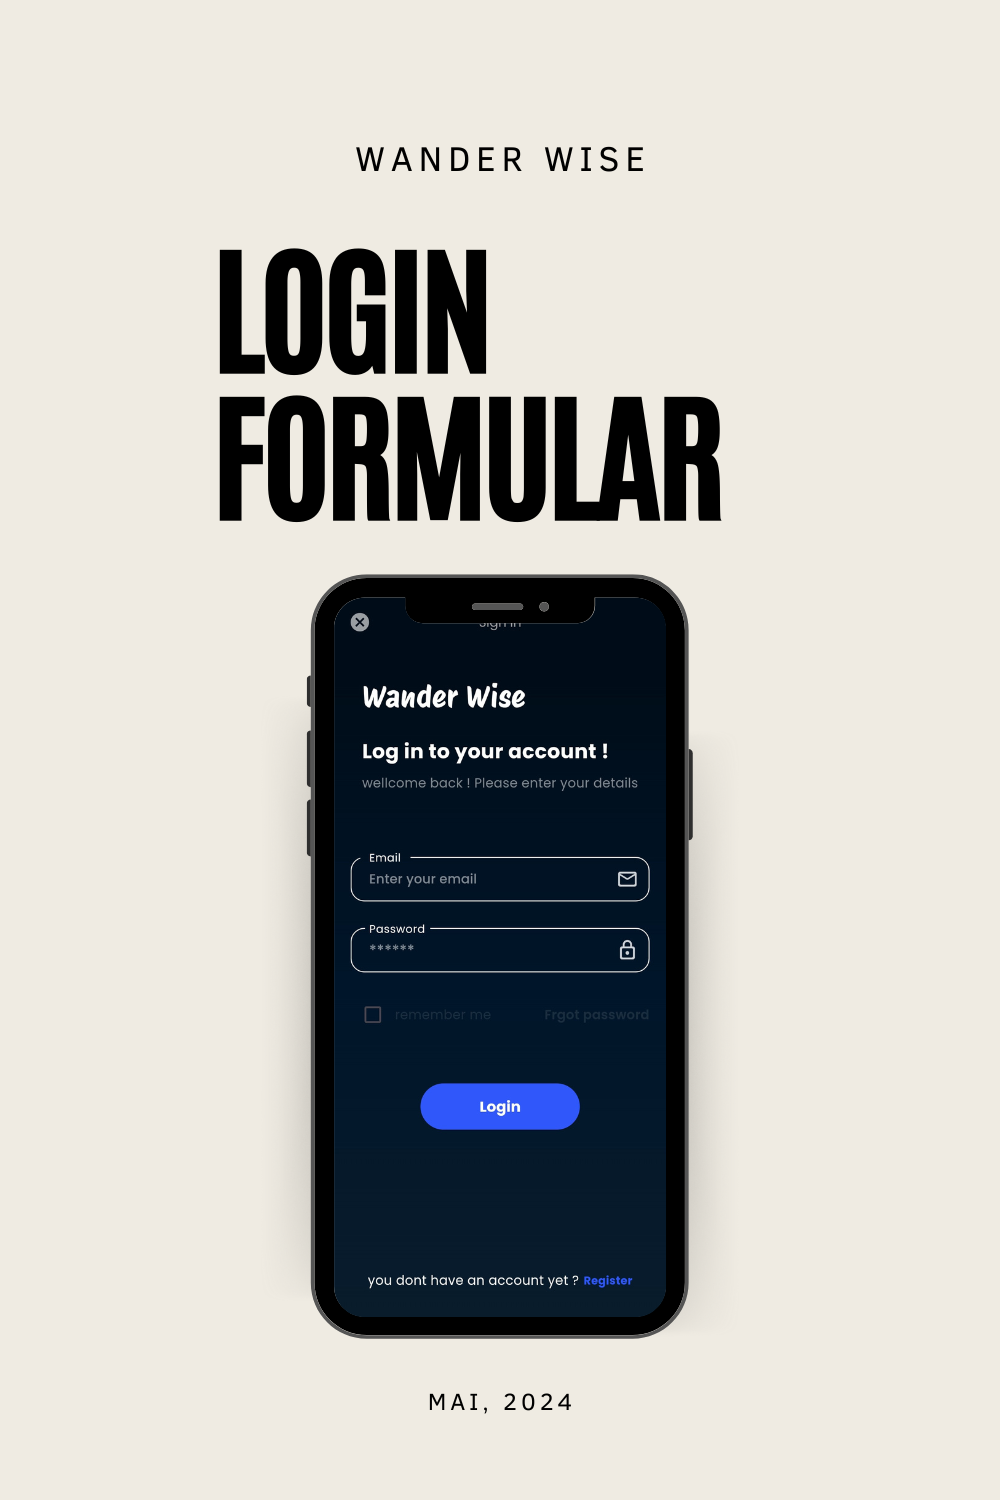 WANDER WISE
LOGIN
FORMULAR
Sign in
Wander Wise
Log in to your account !
wellcome back ! Please enter your details
Email
Enter your email
Password
******
remember me Frgot password
Login
you dont have an account yet ? Register
MAI, 2024